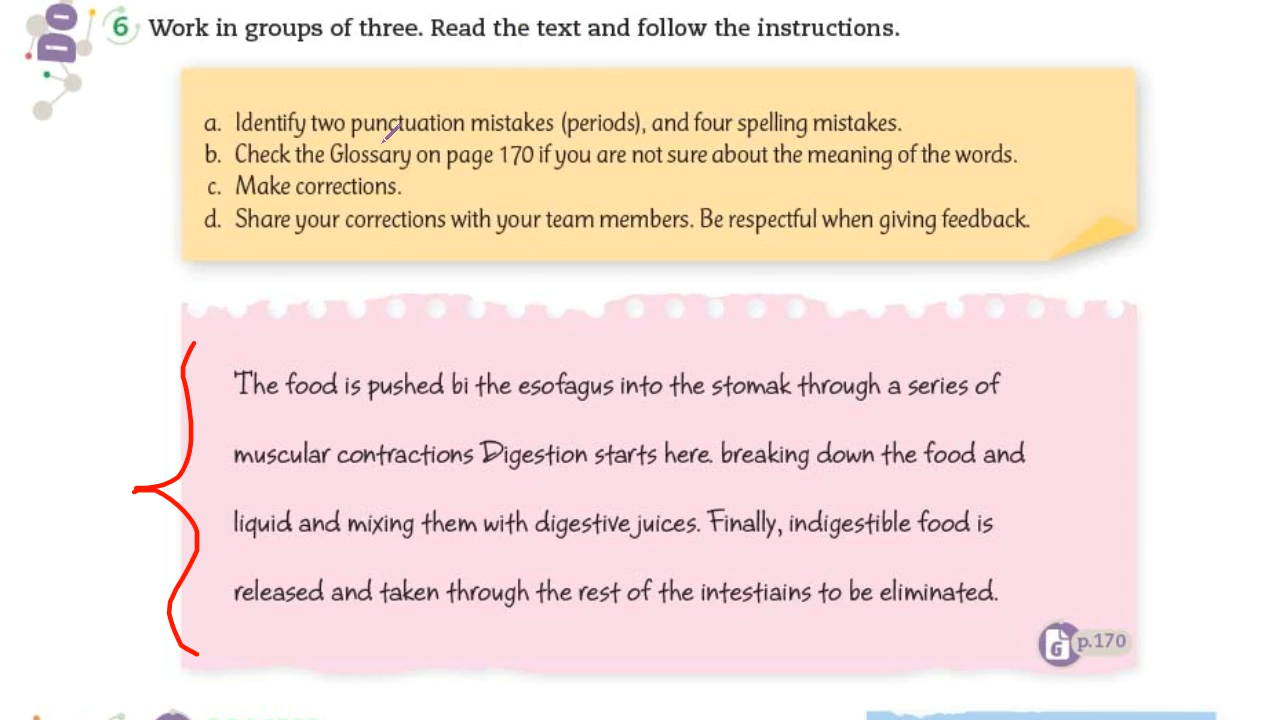 DO
6 Work in groups of three. Read the text and follow the instructions.
a. Identify two punctuation mistakes (periods), and four spelling mistakes.
b. Check the Glossary on page 170 if you are not sure about the meaning of the words.
c. Make corrections.
d. Share your corrections with your team members. Be respectful when giving feedback.
The food is pushed bi the esofagus into the stomak through a series of
muscular contractions Digestion starts here. breaking down the food and
liquid and mixing them with digestive juices. Finally, indigestible food is
released and taken through the rest of the intestiains to be eliminated.
G p.170